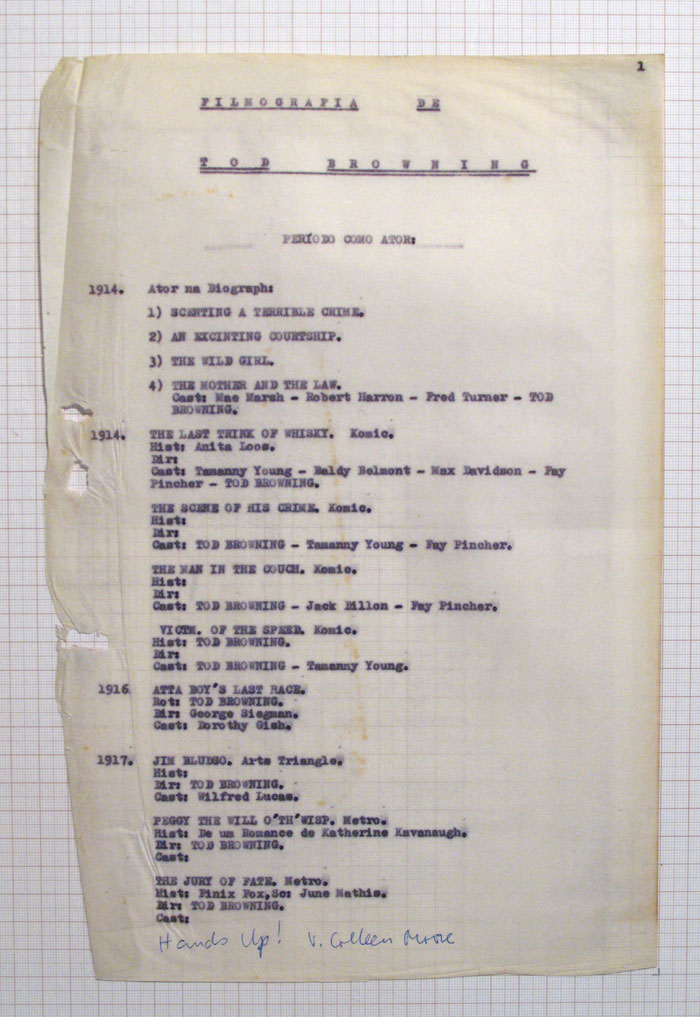 1
FILMOGRAFIA DE
TOD BROWNING
PERÍODO COMO ATOR:
1914. Ator na Biograph:
1) SCENTING A TERRIBLE CRIME.
2) AN EXCINTING COURTSHIP.
3) THE WILD GIRL.
4) THE MOTHER AND THE LAW.
Cast: Mae Marsh - Robert Harron - Fred Turner - TOD
BROWNING.
1914. THE LAST TRINK OF WHISKY. Komic.
Hist: Anita Loos.
Dir:
Cast: Tamanny Young - Baldy Belmont - Max Davidson - Fay
Pincher - TOD BROWNING.
THE SCENE OF HIS CRIME. Komic.
Hist:
Dir:
Cast: TOD BROWNING - Tamanny Young - Fay Pincher.
THE MAN IN THE COUCH. Komic.
Hist:
Dir:
Cast: TOD BROWNING - Jack Dillon - Fay Pincher.
VICTM. OF THE SPEED. Komic.
Hist: TOD BROWNING.
Dir:
Cast: TOD BROWNING - Tamanny Young.
1916 ATTA BOY'S LAST RACE.
Rot: TOD BROWNING.
Dir: George Siegman.
Cast: Dorothy Gish.
1917. JIM BLUDSO. Arts Triangle.
Hist:
Dir: TOD BROWNING.
Cast: Wilfred Lucas.
PEGGY THE WILL O'TH'WISP. Metro.
Hist: De um Romance de Katherine Kavanaugh.
Dir: TOD BROWNING.
Cast:
THE JURY OF FATE. Metro.
Hist: Finix Fox, Sc: June Mathis.
Dir: TOD BROWNING.
Cast:
Hands Up! V. Colleen Moore